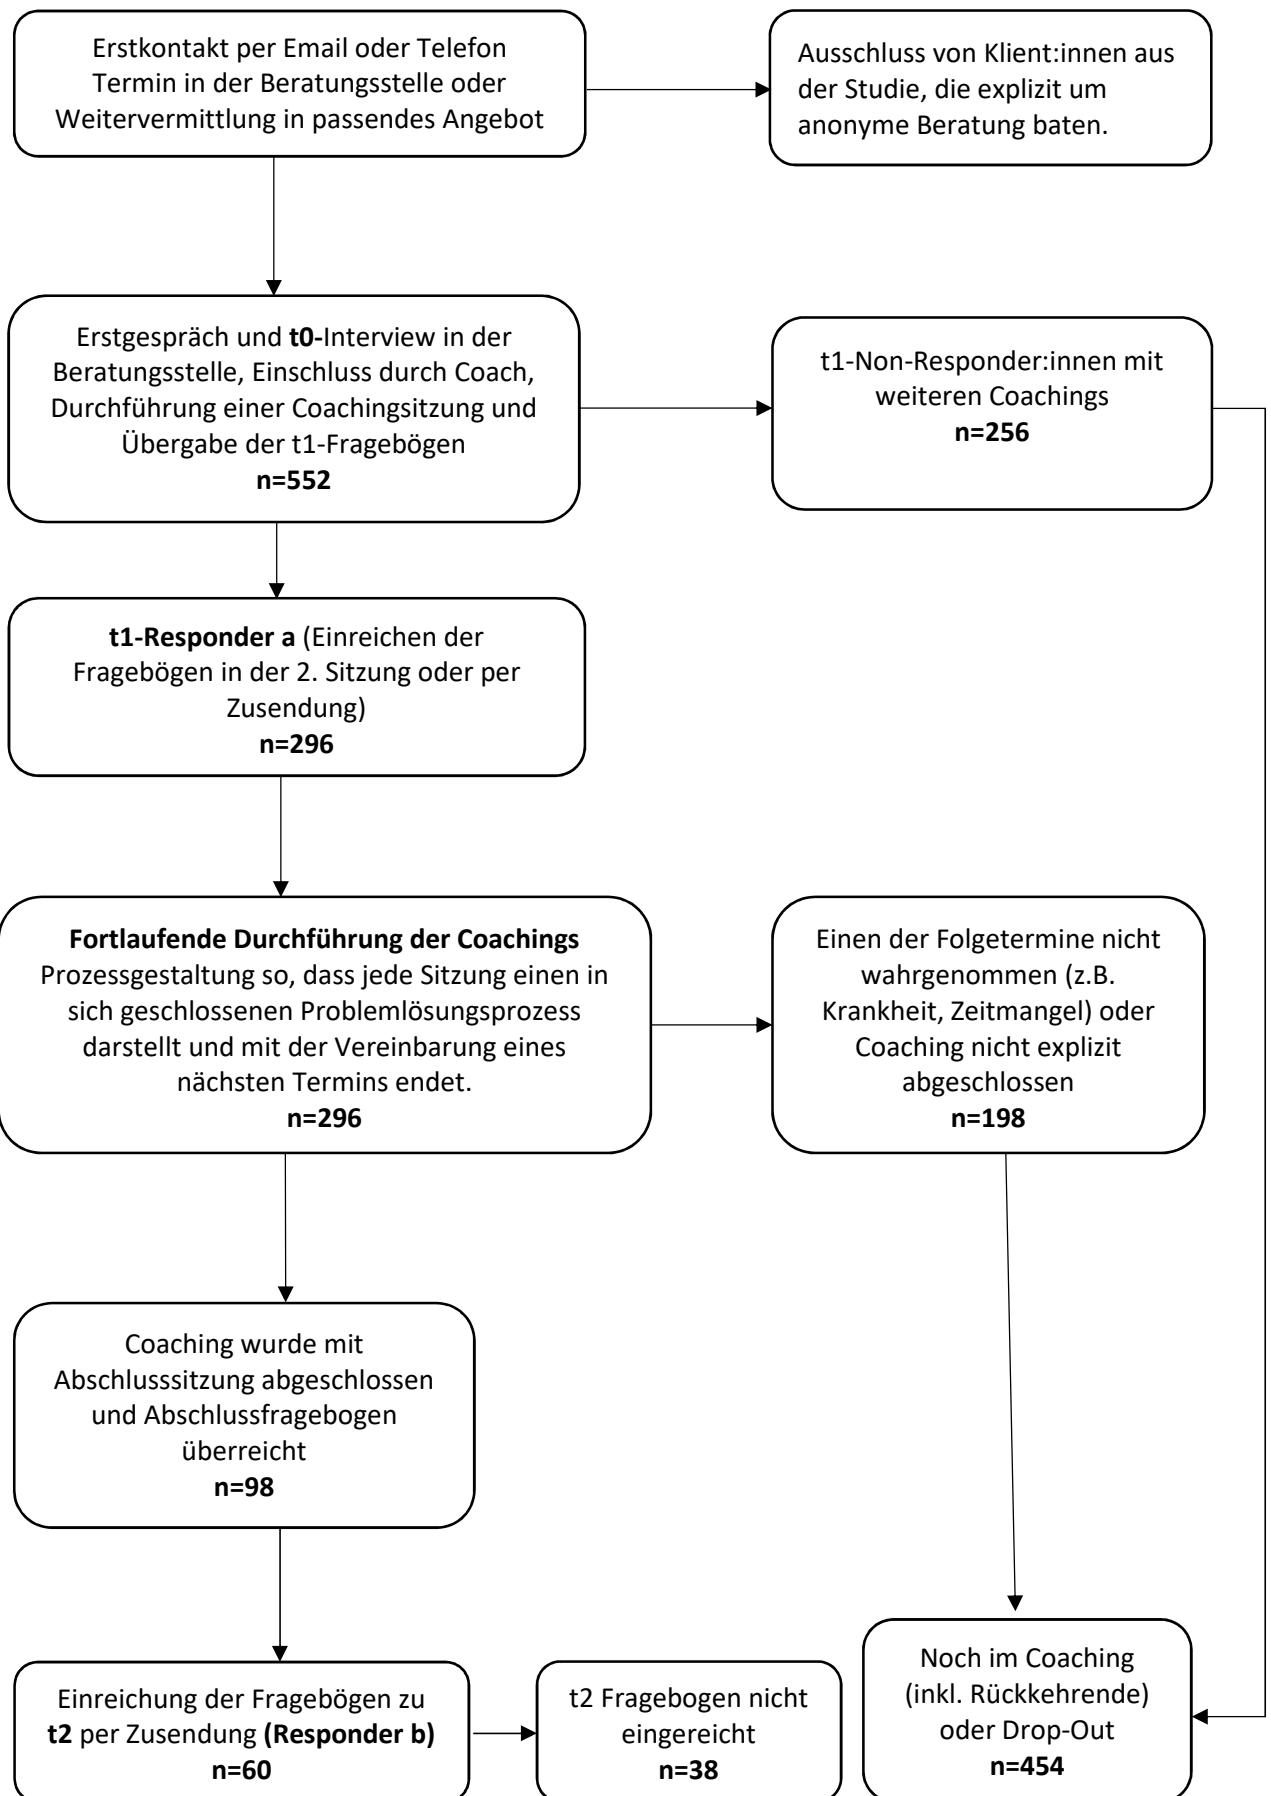 Erstkontakt per Email oder Telefon
Termin in der Beratungsstelle oder
Weitervermittlung in passendes Angebot
Ausschluss von Klient:innen aus
der Studie, die explizit um
anonyme Beratung baten.
Erstgespräch und t0-Interview in der
Beratungsstelle, Einschluss durch Coach,
Durchführung einer Coachingsitzung und
Übergabe der t1-Fragebögen
n=552
t1-Non-Responder:innen mit
weiteren Coachings
n=256
t1-Responder a (Einreichen der
Fragebögen in der 2. Sitzung oder per
Zusendung)
n=296
Fortlaufende Durchführung der Coachings
Prozessgestaltung so, dass jede Sitzung einen in
sich geschlossenen Problemlösungsprozess
darstellt und mit der Vereinbarung eines
nächsten Termins endet.
n=296
Einen der Folgetermine nicht
wahrgenommen (z.B.
Krankheit, Zeitmangel) oder
Coaching nicht explizit
abgeschlossen
n=198
Coaching wurde mit
Abschlusssitzung abgeschlossen
und Abschlussfragebogen
überreicht
n=98
Einreichung der Fragebögen zu
t2 per Zusendung (Responder b)
n=60
t2 Fragebogen nicht
eingereicht
n=38
Noch im Coaching
(inkl. Rückkehrende)
oder Drop-Out
n=454